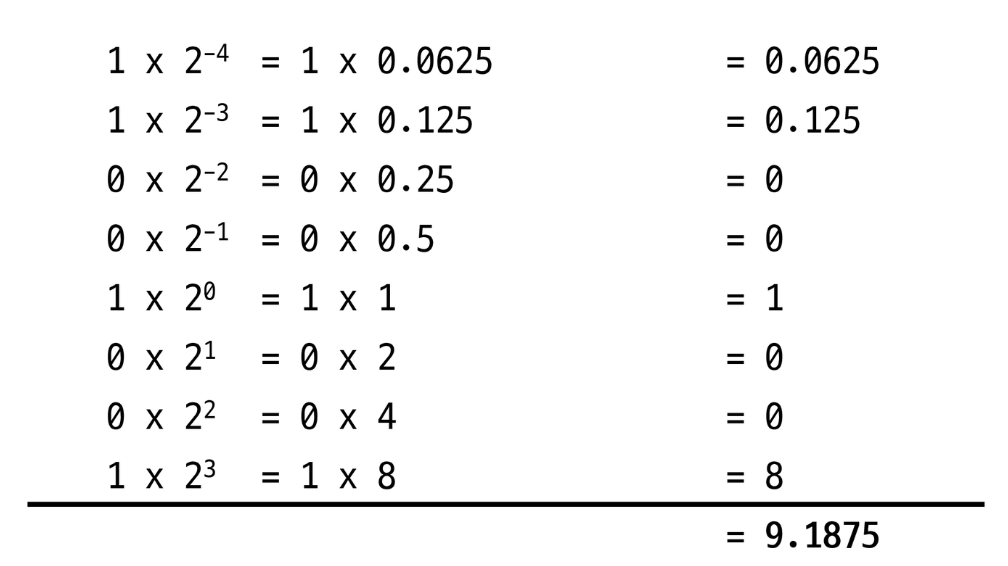 1 x 2⁻⁴ = 1 x 0.0625 = 0.0625
1 x 2⁻³ = 1 x 0.125 = 0.125
0 x 2⁻² = 0 x 0.25 = 0
0 x 2⁻¹ = 0 x 0.5 = 0
1 x 2⁰ = 1 x 1 = 1
0 x 2¹ = 0 x 2 = 0
0 x 2² = 0 x 4 = 0
1 x 2³ = 1 x 8 = 8
= 9.1875